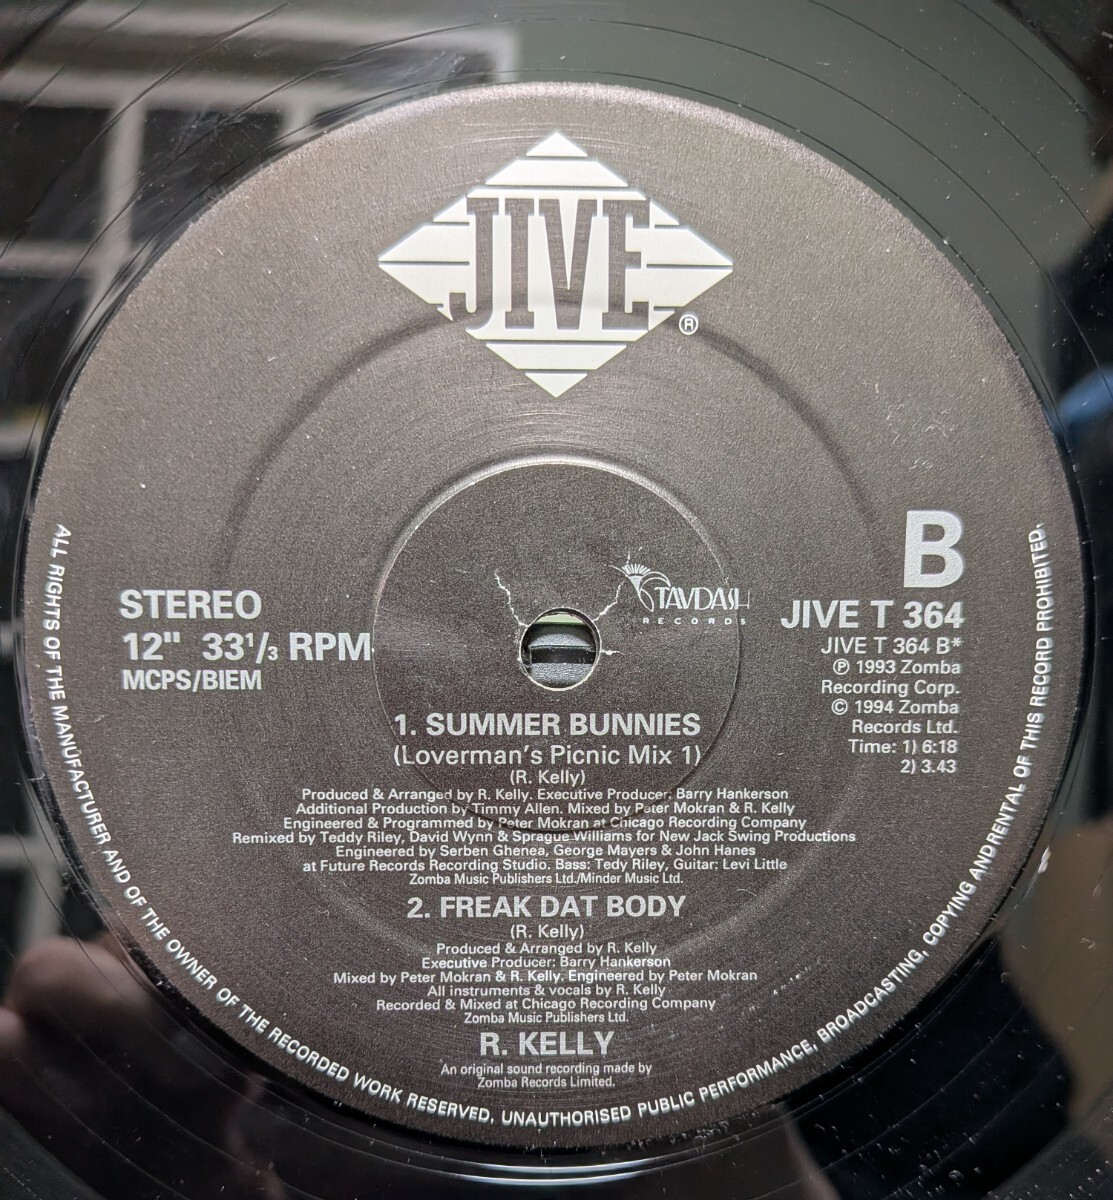 JIVE
®
TAVDASH
RECORDS
B
STEREO
12" 33 1/3 RPM
MCPS/BIEM
JIVE T 364
JIVE T 364 B*
℗ 1993 Zomba
Recording Corp.
© 1994 Zomba
Records Ltd.
Time: 1) 6:18
2) 3.43
1. SUMMER BUNNIES
(Loverman's Picnic Mix 1)
(R. Kelly)
Produced & Arranged by R. Kelly. Executive Producer: Barry Hankerson
Additional Production by Timmy Allen. Mixed by Peter Mokran & R. Kelly
Engineered & Programmed by Peter Mokran at Chicago Recording Company
Remixed by Teddy Riley, David Wynn & Sprague Williams for New Jack Swing Productions
Engineered by Serben Ghenea, George Mayers & John Hanes
at Future Records Recording Studio. Bass: Tedy Riley, Guitar: Levi Little
Zomba Music Publishers Ltd./Minder Music Ltd.
2. FREAK DAT BODY
(R. Kelly)
Produced & Arranged by R. Kelly
Executive Producer: Barry Hankerson
Mixed by Peter Mokran & R. Kelly. Engineered by Peter Mokran
All instruments & vocals by R. Kelly
Recorded & Mixed at Chicago Recording Company
Zomba Music Publishers Ltd.
R. KELLY
An original sound recording made by
Zomba Records Limited.
ALL RIGHTS OF THE MANUFACTURER AND OF THE OWNER OF THE RECORDED WORK RESERVED, UNAUTHORISED PUBLIC PERFORMANCE, BROADCASTING, COPYING ANDRENTAL OF THIS RECORD PROHIBITED.